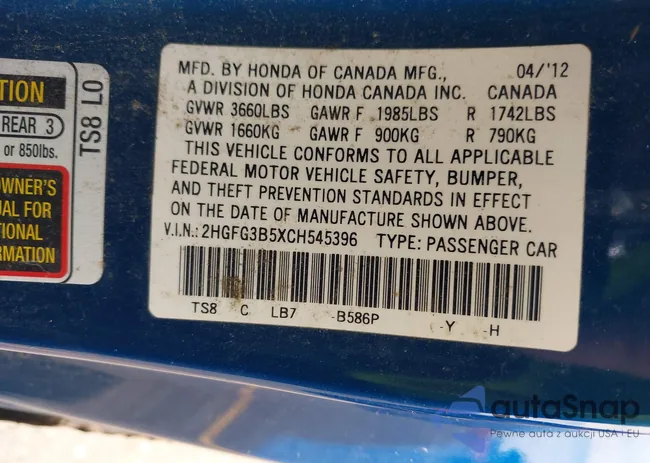 TION
REAR 3
or 850lbs.
OWNER'S
UAL FOR
TIONAL
RMATION
TS8 LO
MFD. BY HONDA OF CANADA MFG., 04/'12
A DIVISION OF HONDA CANADA INC. CANADA
GVWR 3660LBS GAWR F 1985LBS R 1742LBS
GVWR 1660KG GAWR F 900KG R 790KG
THIS VEHICLE CONFORMS TO ALL APPLICABLE
FEDERAL MOTOR VEHICLE SAFETY, BUMPER,
AND THEFT PREVENTION STANDARDS IN EFFECT
ON THE DATE OF MANUFACTURE SHOWN ABOVE.
V.I.N.: 2HGFG3B5XCH545396 TYPE: PASSENGER CAR
TS8 C LB7 -B586P -Y -H
autoSnap
Pewne auta z aukcji USA i EU